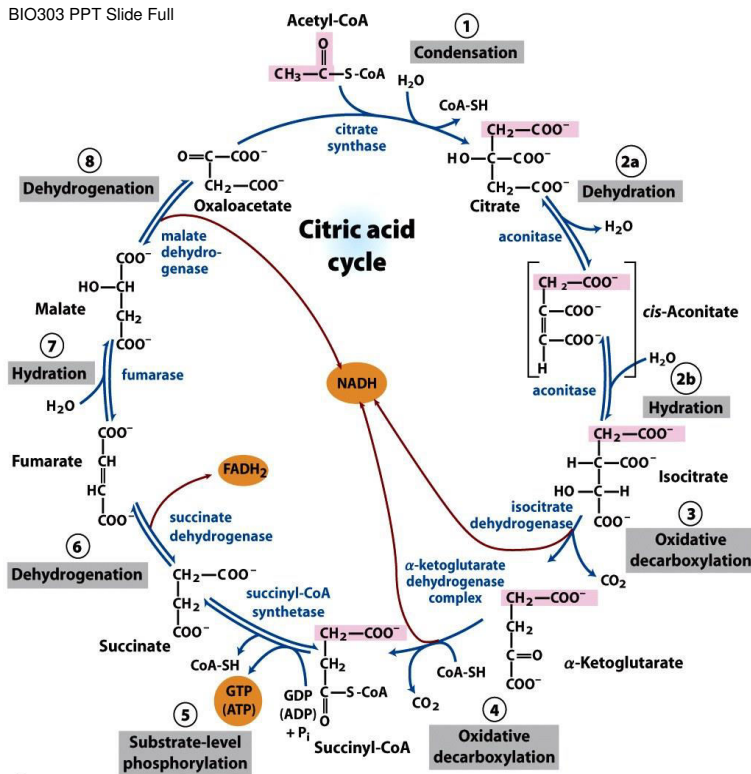 BIO303 PPT Slide Full
Acetyl-CoA
O
CH₃—C—S-CoA
1
Condensation
H₂O
CoA-SH
citrate
synthase
CH₂—COO⁻
HO—C—COO⁻
CH₂—COO⁻
Citrate
2a
Dehydration
aconitase
H₂O
CH₂—COO⁻
C—COO⁻
C—COO⁻
H
cis-Aconitate
aconitase
H₂O
2b
Hydration
CH₂—COO⁻
H—C—COO⁻
HO—C—H
COO⁻
Isocitrate
3
Oxidative
decarboxylation
isocitrate
dehydrogenase
CO₂
CH₂—COO⁻
CH₂
C=O
COO⁻
α-Ketoglutarate
α-ketoglutarate
dehydrogenase
complex
CoA-SH
CO₂
4
Oxidative
decarboxylation
CH₂—COO⁻
CH₂
C—S-CoA
O
Succinyl-CoA
succinyl-CoA
synthetase
CoA-SH
GTP
(ATP)
GDP
(ADP)
+ Pᵢ
5
Substrate-level
phosphorylation
CH₂—COO⁻
CH₂
COO⁻
Succinate
6
Dehydrogenation
succinate
dehydrogenase
FADH₂
COO⁻
CH
HC
COO⁻
Fumarate
7
Hydration
fumarase
H₂O
COO⁻
HO—CH
CH₂
COO⁻
Malate
8
Dehydrogenation
malate
dehydro-
genase
O=C—COO⁻
CH₂—COO⁻
Oxaloacetate
Citric acid
cycle
NADH